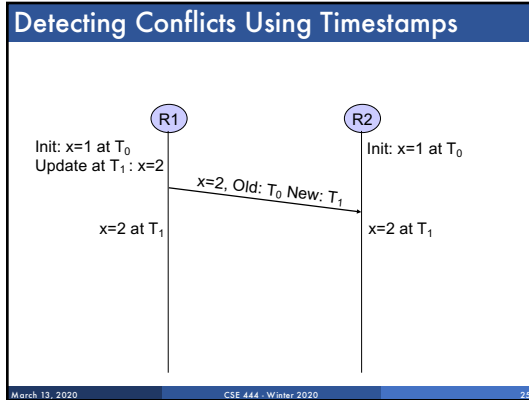 Detecting Conflicts Using Timestamps
R1
R2
Init: x=1 at T₀
Init: x=1 at T₀
Update at T₁ : x=2
x=2, Old: T₀ New: T₁
x=2 at T₁
x=2 at T₁
March 13, 2020
CSE 444 - Winter 2020